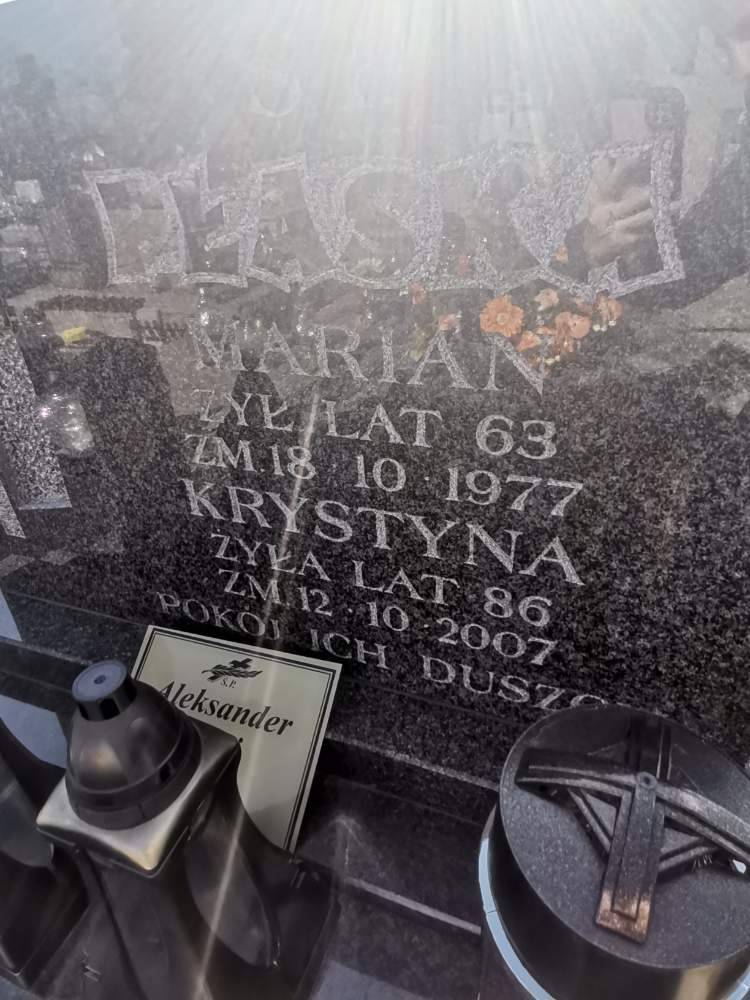 MARIAN
ŻYŁ LAT 63
ZM. 18 · 10 · 1977
KRYSTYNA
ŻYŁA LAT 86
ZM. 12 · 10 · 2007
POKÓJ ICH DUSZO
Ś.P.
Aleksander